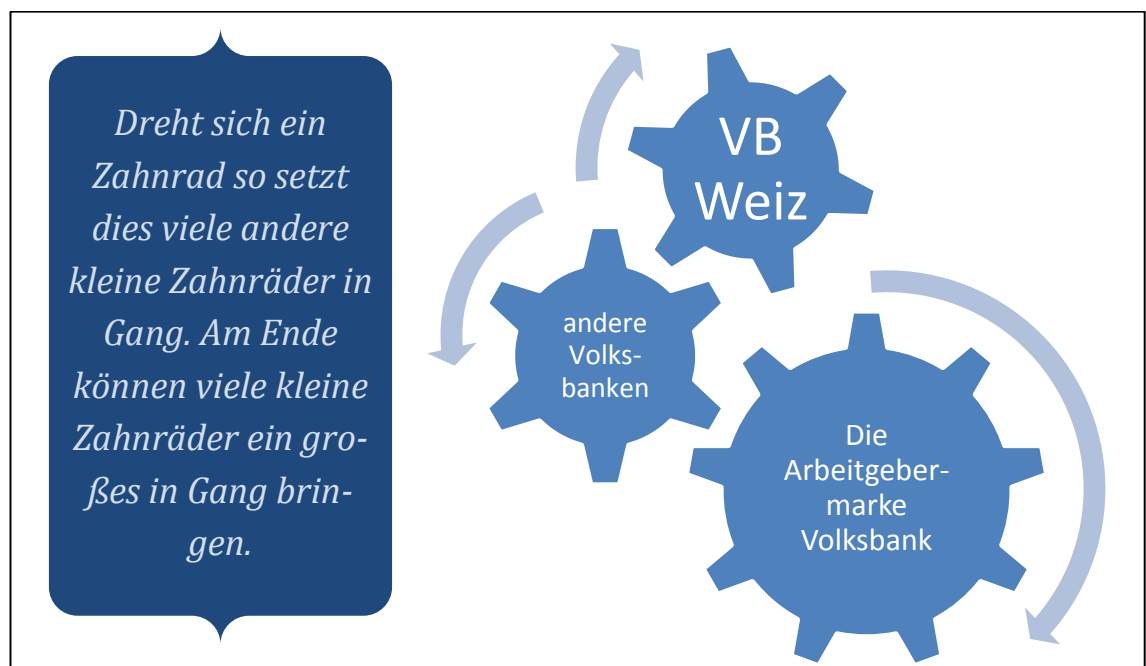 Dreht sich ein
Zahnrad so setzt
dies viele andere
kleine Zahnräder in
Gang. Am Ende
können viele kleine
Zahnräder ein gro-
ßes in Gang brin-
gen.
VB
Weiz
andere
Volks-
banken
Die
Arbeitgeber-
marke
Volksbank